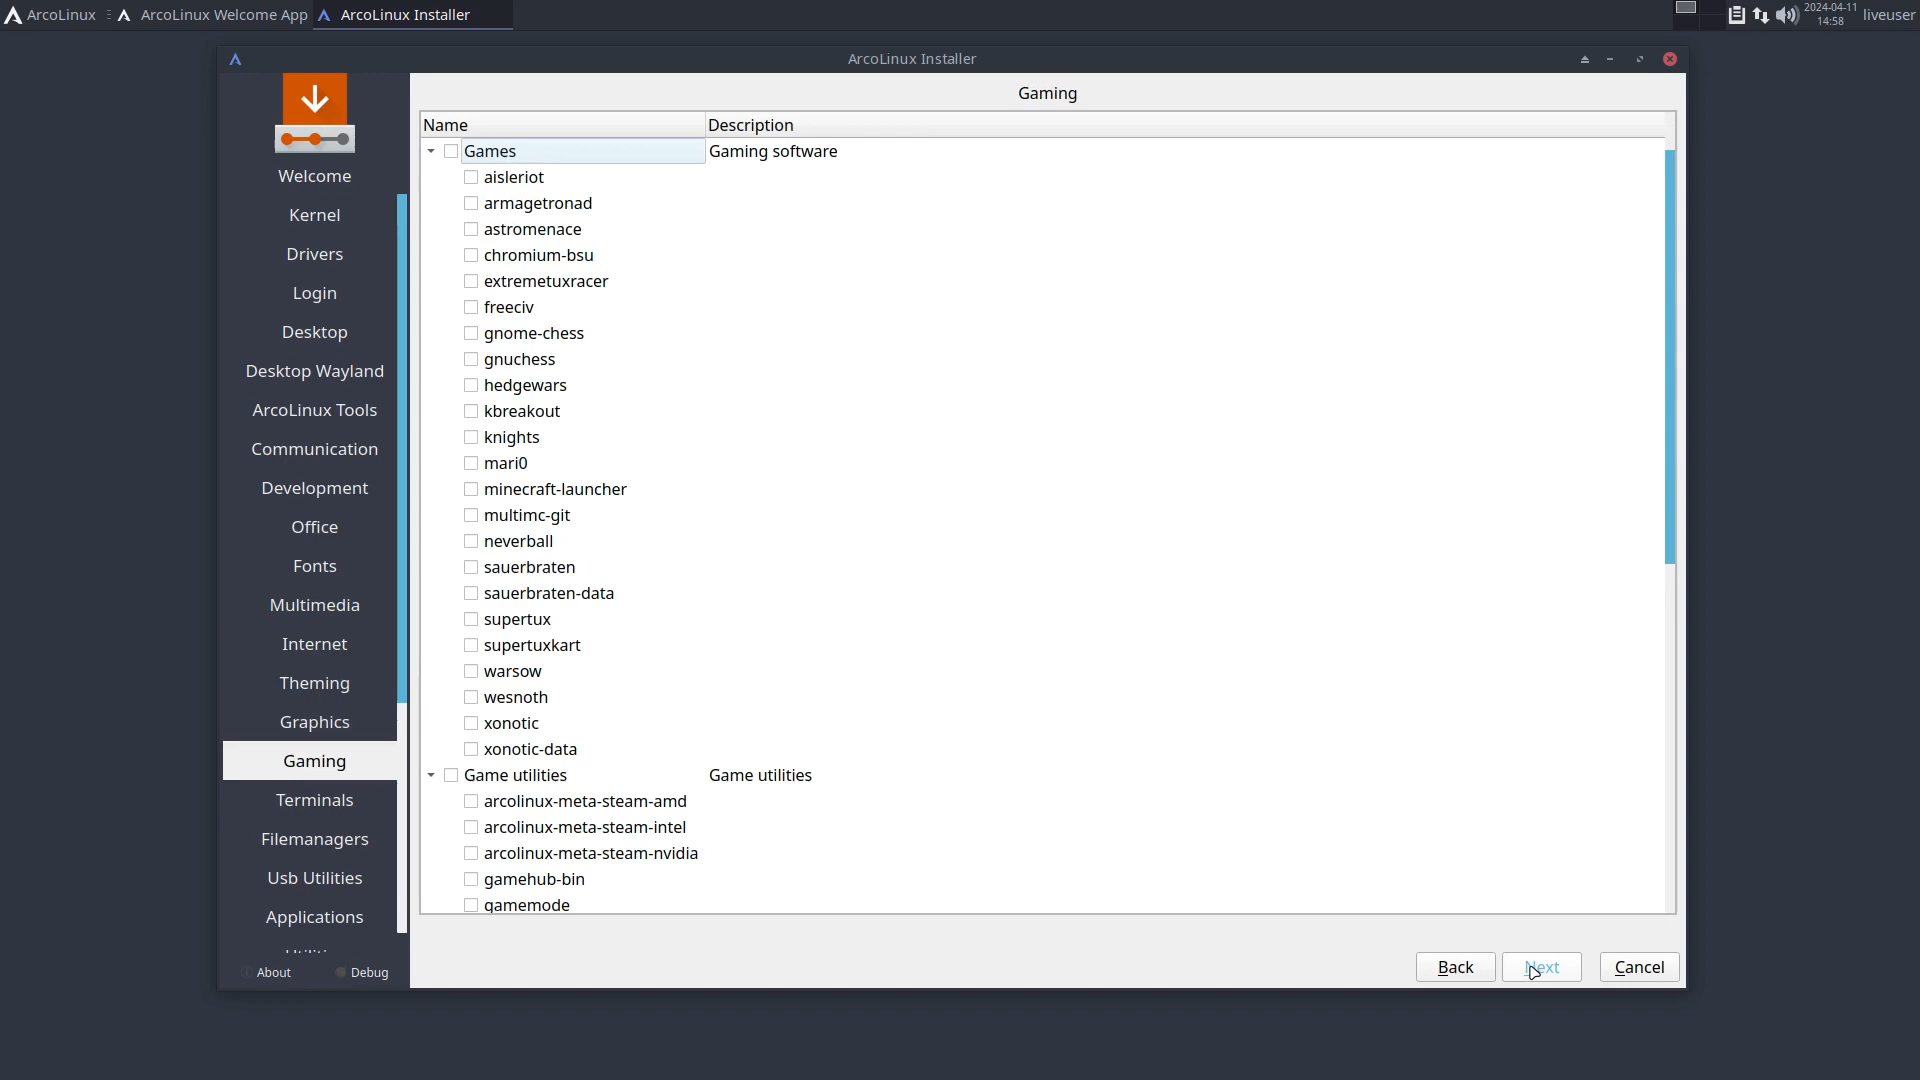 ArcoLinux
ArcoLinux Welcome App
ArcoLinux Installer
2024-04-11
14:58
liveuser
ArcoLinux Installer
Welcome
Kernel
Drivers
Login
Desktop
Desktop Wayland
ArcoLinux Tools
Communication
Development
Office
Fonts
Multimedia
Internet
Theming
Graphics
Gaming
Terminals
Filemanagers
Usb Utilities
Applications
About
Debug
Gaming
Name Description
Games Gaming software
aisleriot
armagetronad
astromenace
chromium-bsu
extremetuxracer
freeciv
gnome-chess
gnuchess
hedgewars
kbreakout
knights
mari0
minecraft-launcher
multimc-git
neverball
sauerbraten
sauerbraten-data
supertux
supertuxkart
warsow
wesnoth
xonotic
xonotic-data
Game utilities Game utilities
arcolinux-meta-steam-amd
arcolinux-meta-steam-intel
arcolinux-meta-steam-nvidia
gamehub-bin
gamemode
Back
Next
Cancel